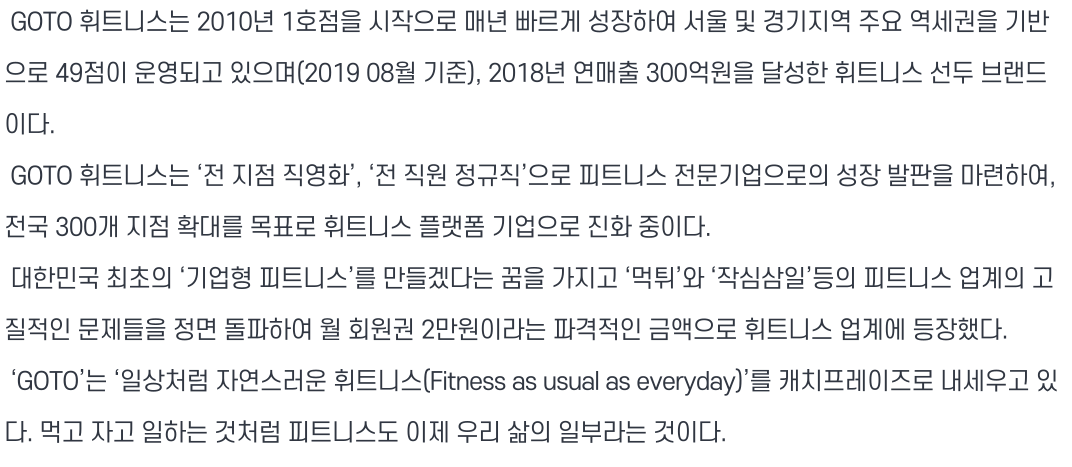 GOTO 휘트니스는 2010년 1호점을 시작으로 매년 빠르게 성장하여 서울 및 경기지역 주요 역세권을 기반
으로 49점이 운영되고 있으며(2019 08월 기준), 2018년 연매출 300억원을 달성한 휘트니스 선두 브랜드
이다.
GOTO 휘트니스는 ‘전 지점 직영화’, ‘전 직원 정규직’으로 피트니스 전문기업으로의 성장 발판을 마련하여,
전국 300개 지점 확대를 목표로 휘트니스 플랫폼 기업으로 진화 중이다.
대한민국 최초의 ‘기업형 피트니스’를 만들겠다는 꿈을 가지고 ‘먹튀’와 ‘작심삼일’등의 피트니스 업계의 고
질적인 문제들을 정면 돌파하여 월 회원권 2만원이라는 파격적인 금액으로 휘트니스 업계에 등장했다.
‘GOTO’는 ‘일상처럼 자연스러운 휘트니스(Fitness as usual as everyday)’를 캐치프레이즈로 내세우고 있
다. 먹고 자고 일하는 것처럼 피트니스도 이제 우리 삶의 일부라는 것이다.